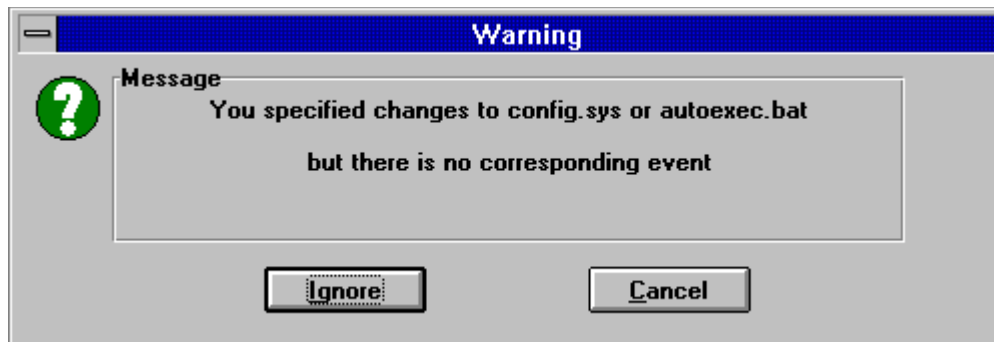 Warning
Message
You specified changes to config.sys or autoexec.bat
but there is no corresponding event
Ignore
Cancel